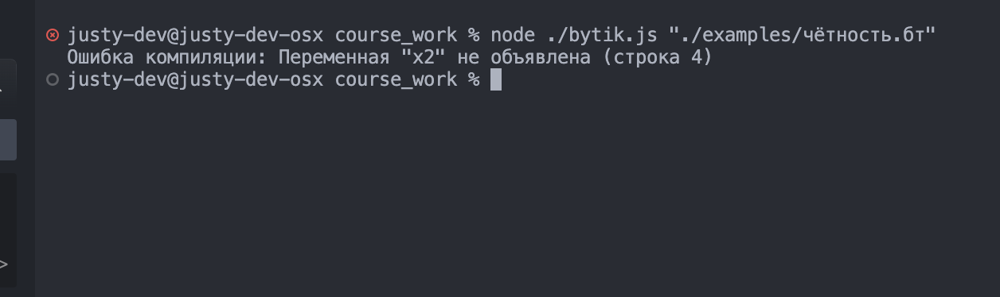 justy-dev@justy-dev-osx course_work % node ./bytik.js "./examples/чётность.бт"
Ошибка компиляции: Переменная "x2" не объявлена (строка 4)
justy-dev@justy-dev-osx course_work %
>